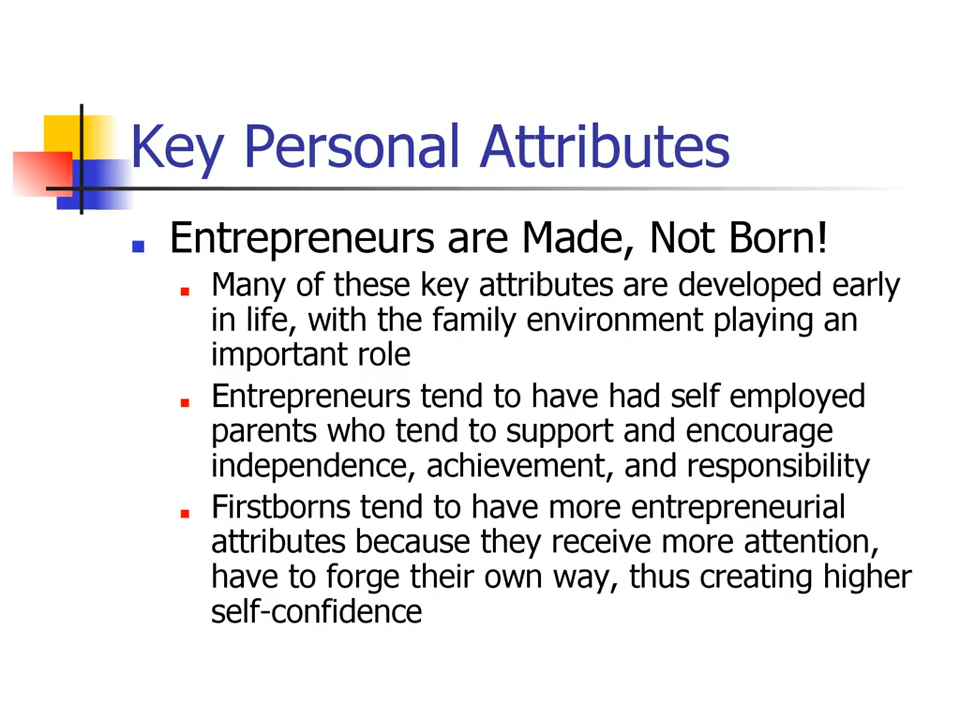 Key Personal Attributes
Entrepreneurs are Made, Not Born!
Many of these key attributes are developed early
in life, with the family environment playing an
important role
Entrepreneurs tend to have had self employed
parents who tend to support and encourage
independence, achievement, and responsibility
Firstborns tend to have more entrepreneurial
attributes because they receive more attention,
have to forge their own way, thus creating higher
self-confidence